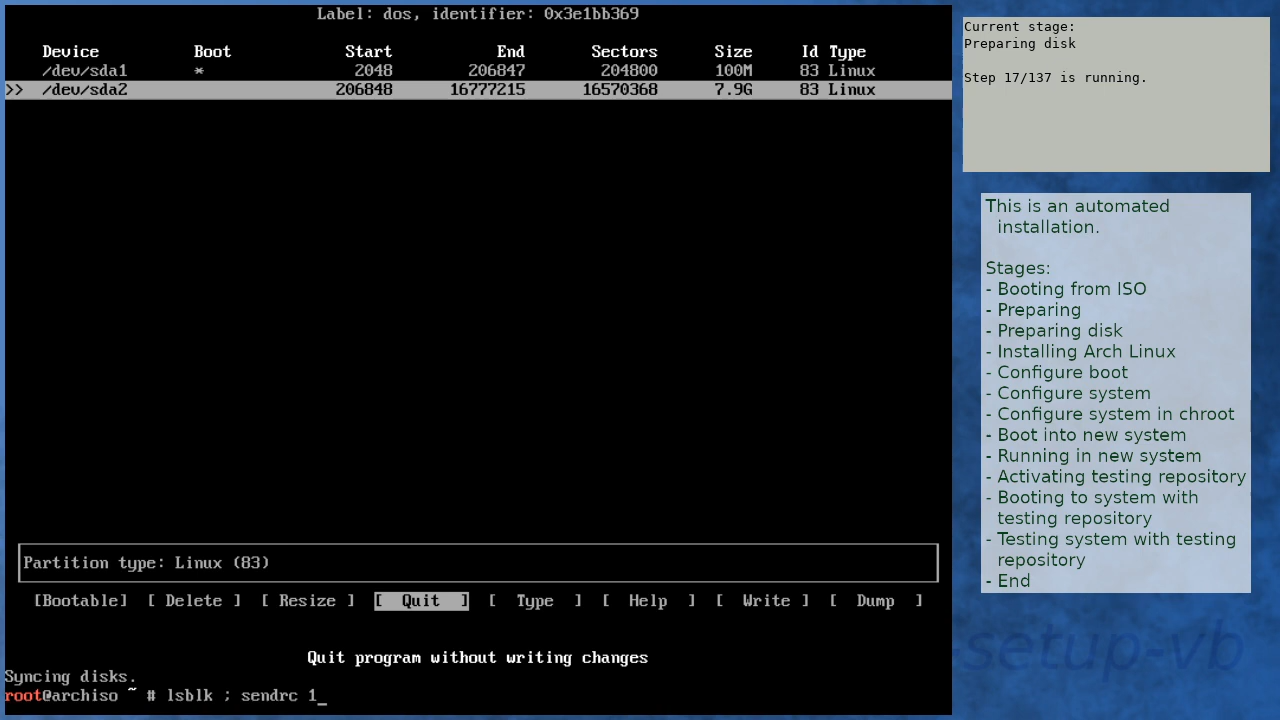 Label: dos, identifier: 0x3e1bb369
Device Boot Start End Sectors Size Id Type
/dev/sda1 * 2048 206847 204800 100M 83 Linux
>> /dev/sda2 206848 16777215 16570368 7.9G 83 Linux
Partition type: Linux (83)
[Bootable] [ Delete ] [ Resize ] [ Quit ] [ Type ] [ Help ] [ Write ] [ Dump ]
Quit program without writing changes
Syncing disks.
root@archiso ~ # lsblk ; sendrc 1_
Current stage:
Preparing disk
Step 17/137 is running.
This is an automated
installation.
Stages:
- Booting from ISO
- Preparing
- Preparing disk
- Installing Arch Linux
- Configure boot
- Configure system
- Configure system in chroot
- Boot into new system
- Running in new system
- Activating testing repository
- Booting to system with
testing repository
- Testing system with testing
repository
- End
-setup-vb